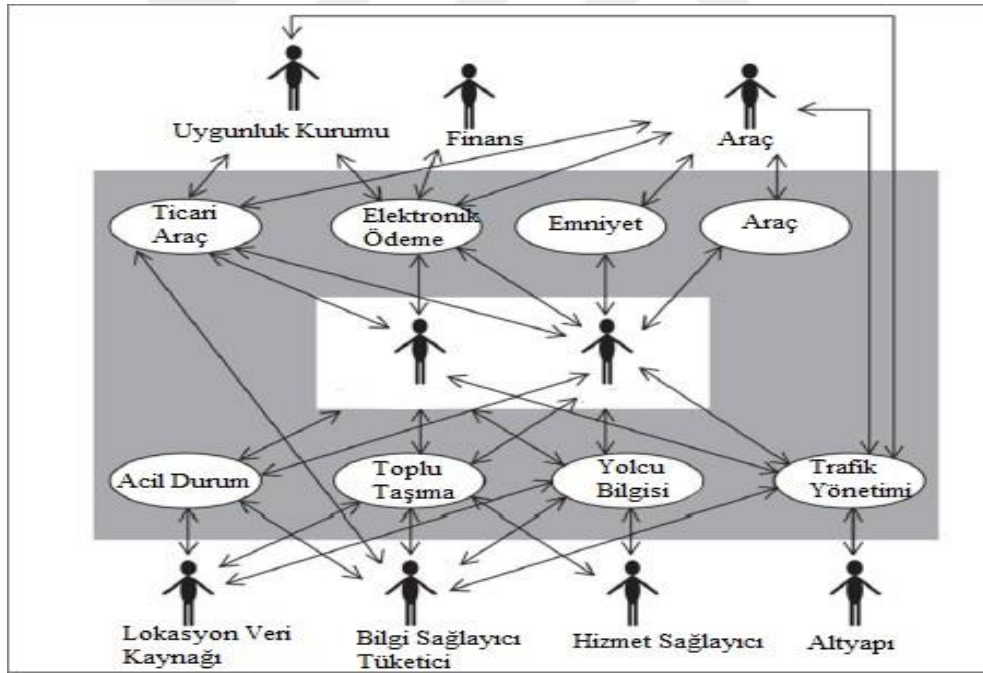 Uygunluk Kurumu
Finans
Araç
Ticari
Araç
Elektronik
Ödeme
Emniyet
Araç
Acil Durum
Toplu
Taşıma
Yolcu
Bilgisi
Trafik
Yönetimi
Lokasyon Veri
Kaynağı
Bilgi Sağlayıcı
Tüketici
Hizmet Sağlayıcı
Altyapı